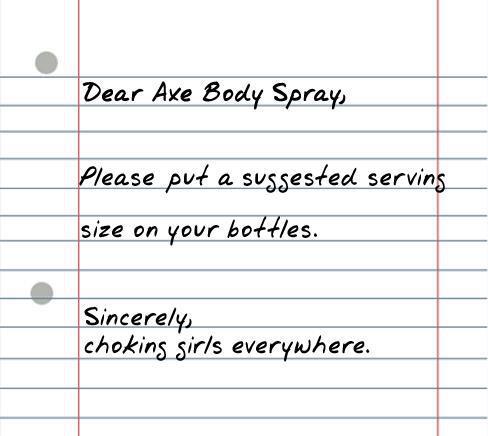 Dear Axe Body Spray,
Please put a suggested serving
size on your bottles.
Sincerely,
choking girls everywhere.